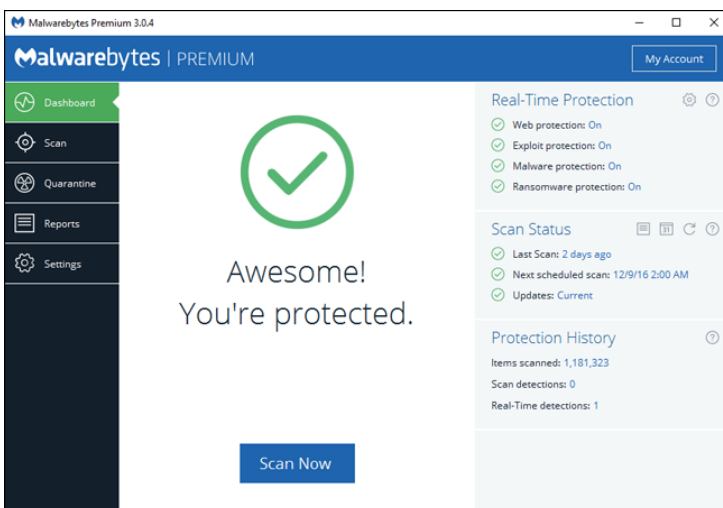 Malwarebytes Premium 3.0.4
Malwarebytes | PREMIUM
My Account
Dashboard
Scan
Quarantine
Reports
Settings
Awesome!
You're protected.
Scan Now
Real-Time Protection
Web protection: On
Exploit protection: On
Malware protection: On
Ransomware protection: On
Scan Status
31
Last Scan: 2 days ago
Next scheduled scan: 12/9/16 2:00 AM
Updates: Current
Protection History
Items scanned: 1,181,323
Scan detections: 0
Real-Time detections: 1